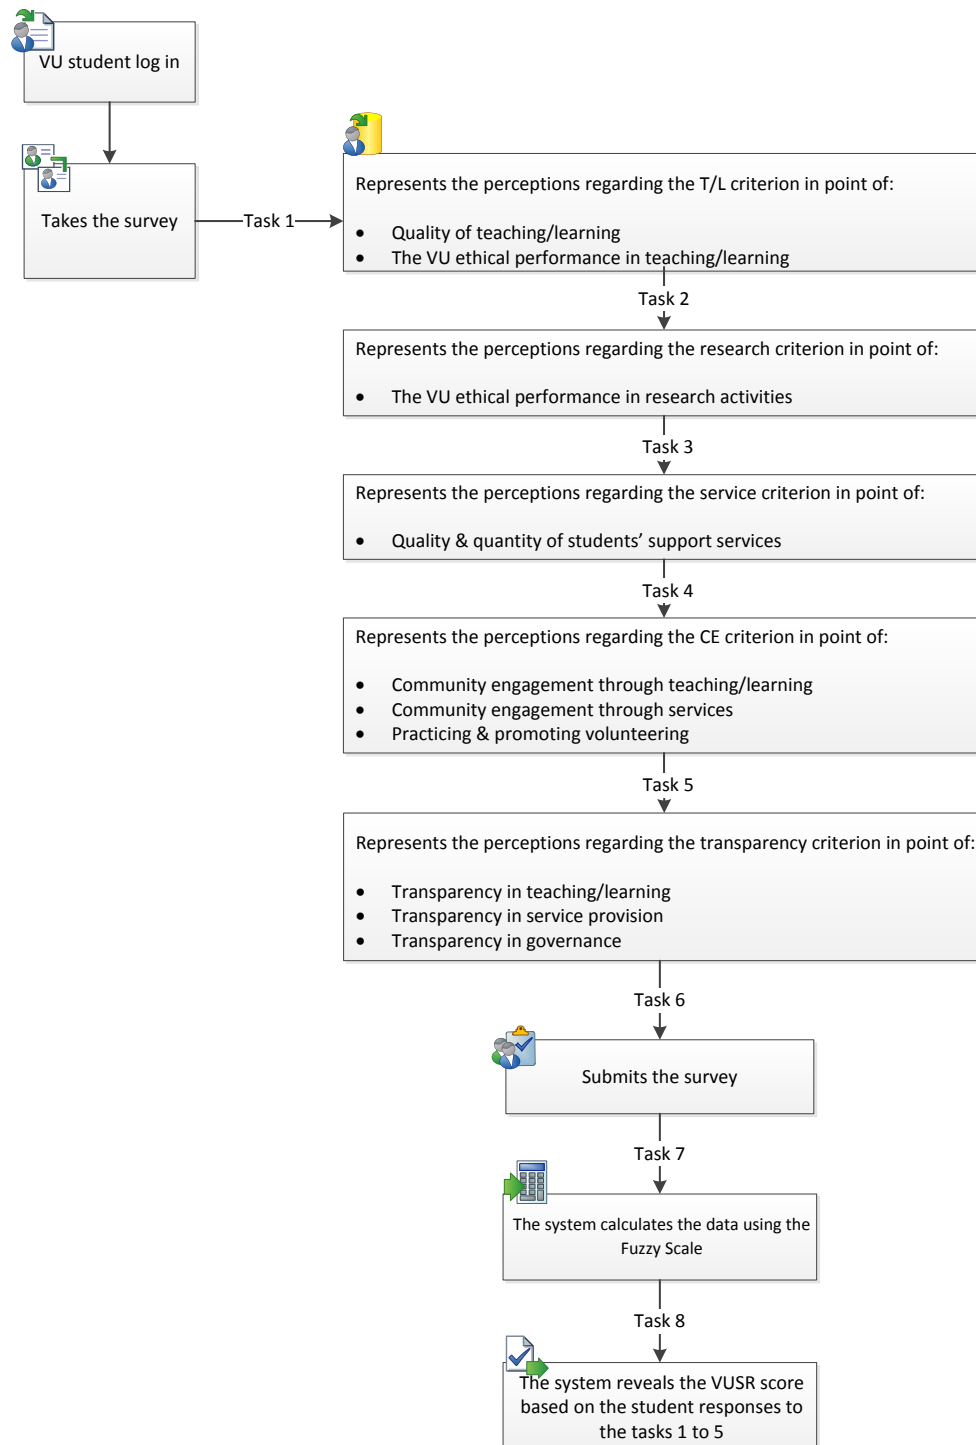 VU student log in
Takes the survey
Task 1
Represents the perceptions regarding the T/L criterion in point of:
• Quality of teaching/learning
• The VU ethical performance in teaching/learning
Task 2
Represents the perceptions regarding the research criterion in point of:
• The VU ethical performance in research activities
Task 3
Represents the perceptions regarding the service criterion in point of:
• Quality & quantity of students’ support services
Task 4
Represents the perceptions regarding the CE criterion in point of:
• Community engagement through teaching/learning
• Community engagement through services
• Practicing & promoting volunteering
Task 5
Represents the perceptions regarding the transparency criterion in point of:
• Transparency in teaching/learning
• Transparency in service provision
• Transparency in governance
Task 6
Submits the survey
Task 7
The system calculates the data using the
Fuzzy Scale
Task 8
The system reveals the VUSR score
based on the student responses to
the tasks 1 to 5